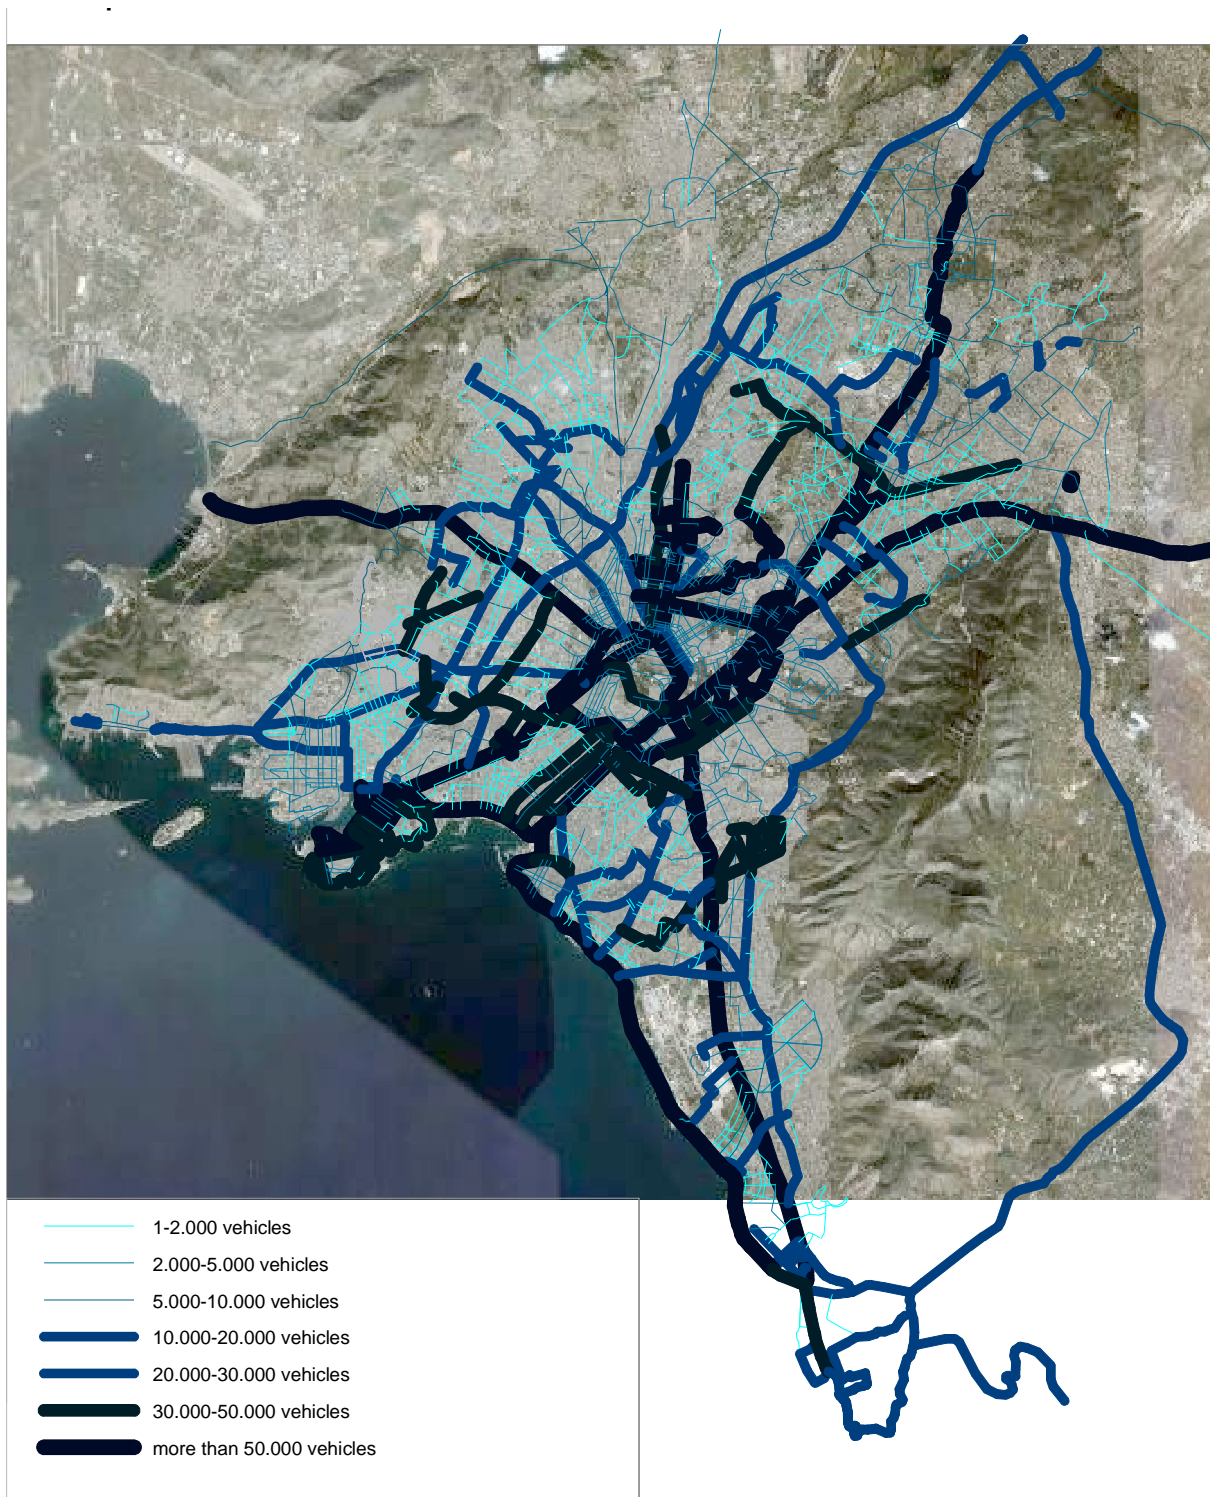 1-2.000 vehicles
2.000-5.000 vehicles
5.000-10.000 vehicles
10.000-20.000 vehicles
20.000-30.000 vehicles
30.000-50.000 vehicles
more than 50.000 vehicles